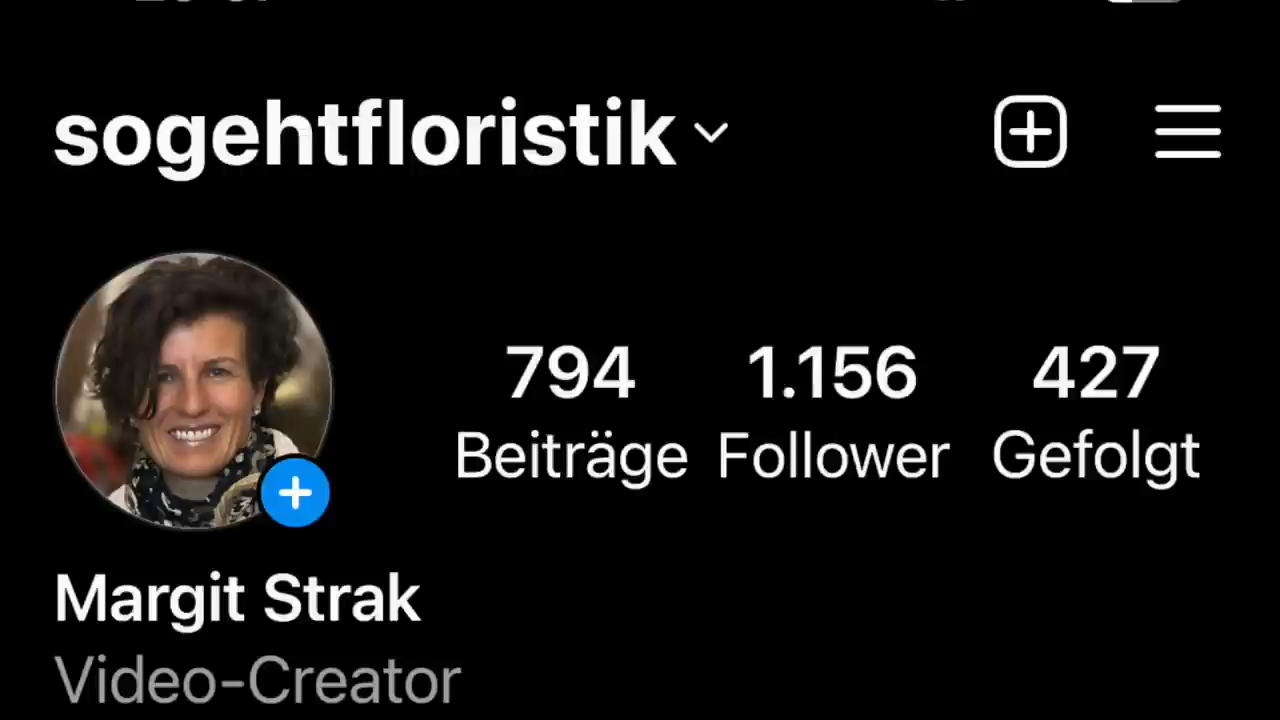 sogehtfloristik
794 1.156 427
Beiträge Follower Gefolgt
Margit Strak
Video-Creator